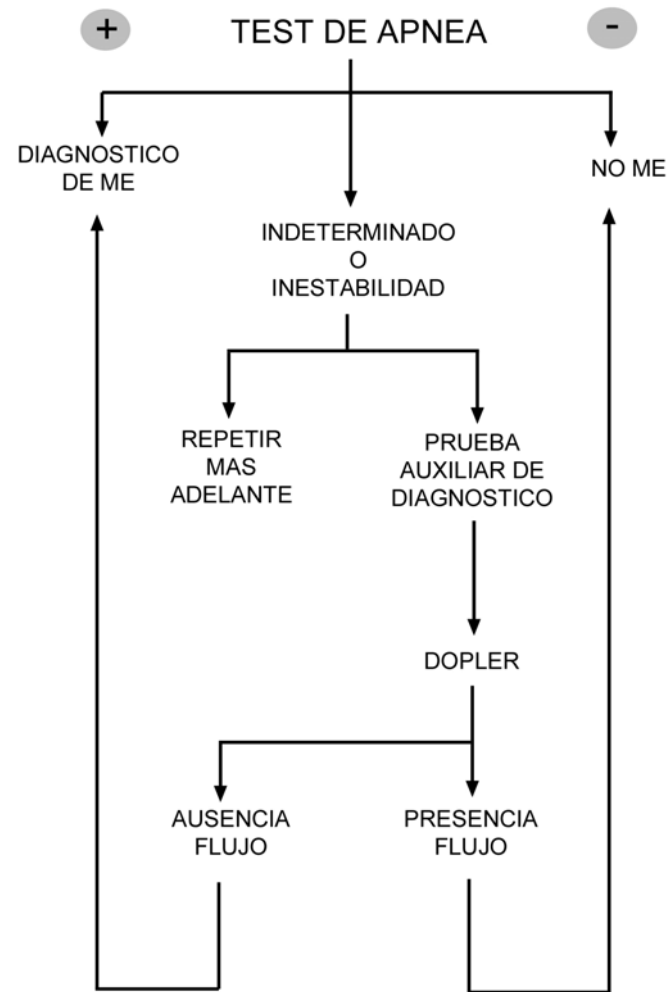 +
TEST DE APNEA
-
DIAGNOSTICO
DE ME
NO ME
INDETERMINADO
O
INESTABILIDAD
REPETIR
MAS
ADELANTE
PRUEBA
AUXILIAR DE
DIAGNOSTICO
DOPLER
AUSENCIA
FLUJO
PRESENCIA
FLUJO